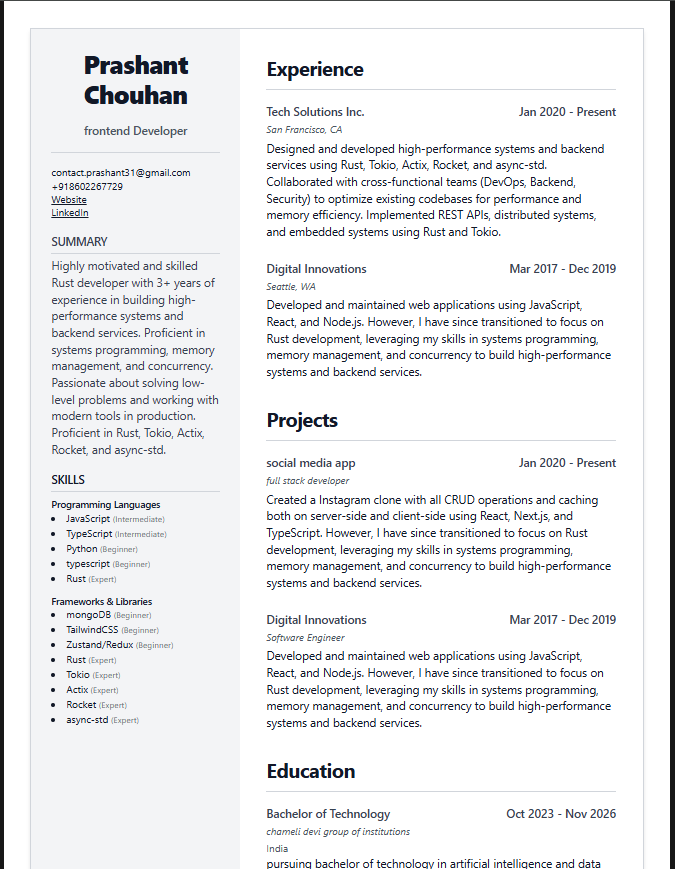 Prashant
Chouhan
frontend Developer
contact.prashant31@gmail.com
+918602267729
Website
LinkedIn
SUMMARY
Highly motivated and skilled
Rust developer with 3+ years of
experience in building high-
performance systems and
backend services. Proficient in
systems programming, memory
management, and concurrency.
Passionate about solving low-
level problems and working with
modern tools in production.
Proficient in Rust, Tokio, Actix,
Rocket, and async-std.
SKILLS
Programming Languages
• JavaScript (Intermediate)
• TypeScript (Intermediate)
• Python (Beginner)
• typescript (Beginner)
• Rust (Expert)
Frameworks & Libraries
• mongoDB (Beginner)
• TailwindCSS (Beginner)
• Zustand/Redux (Beginner)
• Rust (Expert)
• Tokio (Expert)
• Actix (Expert)
• Rocket (Expert)
• async-std (Expert)
Experience
Tech Solutions Inc. Jan 2020 - Present
San Francisco, CA
Designed and developed high-performance systems and backend
services using Rust, Tokio, Actix, Rocket, and async-std.
Collaborated with cross-functional teams (DevOps, Backend,
Security) to optimize existing codebases for performance and
memory efficiency. Implemented REST APIs, distributed systems,
and embedded systems using Rust and Tokio.
Digital Innovations Mar 2017 - Dec 2019
Seattle, WA
Developed and maintained web applications using JavaScript,
React, and Node.js. However, I have since transitioned to focus on
Rust development, leveraging my skills in systems programming,
memory management, and concurrency to build high-performance
systems and backend services.
Projects
social media app Jan 2020 - Present
full stack developer
Created a Instagram clone with all CRUD operations and caching
both on server-side and client-side using React, Next.js, and
TypeScript. However, I have since transitioned to focus on Rust
development, leveraging my skills in systems programming,
memory management, and concurrency to build high-performance
systems and backend services.
Digital Innovations Mar 2017 - Dec 2019
Software Engineer
Developed and maintained web applications using JavaScript,
React, and Node.js. However, I have since transitioned to focus on
Rust development, leveraging my skills in systems programming,
memory management, and concurrency to build high-performance
systems and backend services.
Education
Bachelor of Technology Oct 2023 - Nov 2026
chameli devi group of institutions
India
pursuing bachelor of technology in artificial intelligence and data